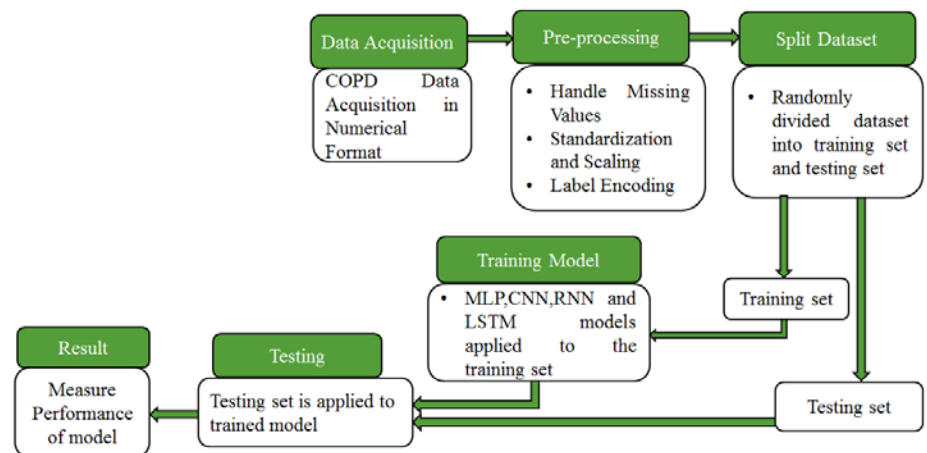 Data Acquisition
COPD Data
Acquisition in
Numerical
Format
Pre-processing
• Handle Missing
Values
• Standardization
and Scaling
• Label Encoding
Split Dataset
• Randomly
divided dataset
into training set
and testing set
Training set
Training Model
• MLP,CNN,RNN and
LSTM models
applied to the
training set
Testing set
Testing
Testing set is applied to
trained model
Result
Measure
Performance
of model